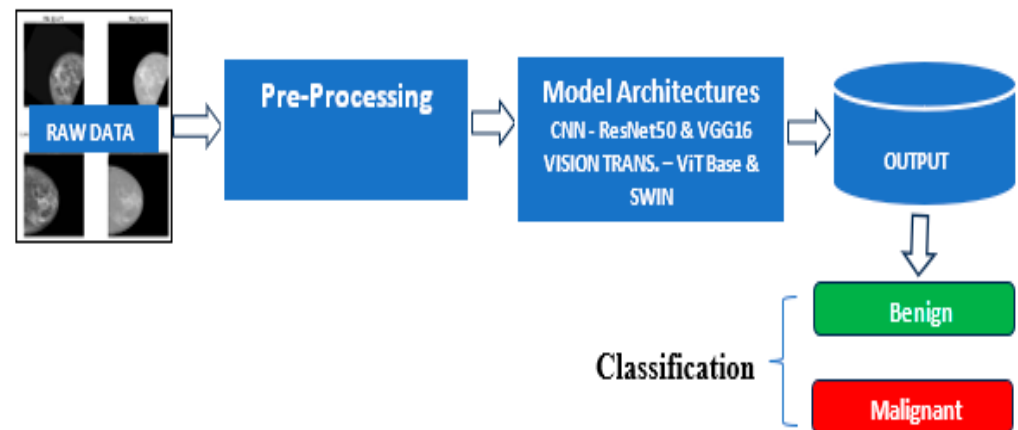 RAW DATA
Pre-Processing
Model Architectures
CNN - ResNet50 & VGG16
VISION TRANS. – ViT Base &
SWIN
OUTPUT
Benign
Classification
Malignant